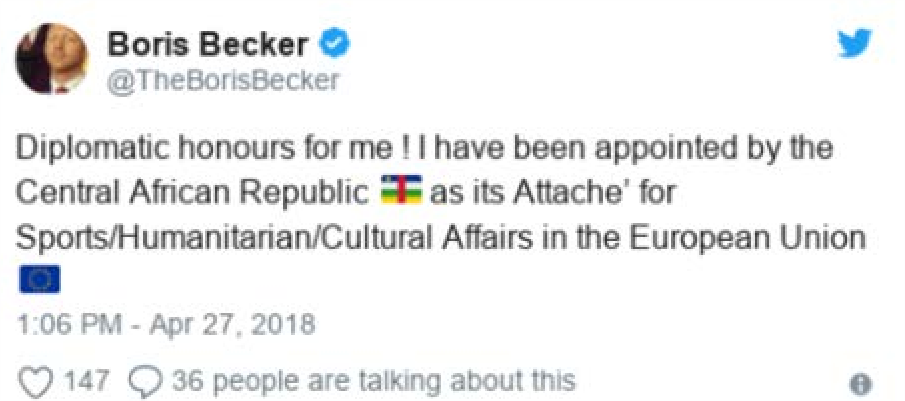 Boris Becker
@TheBorisBecker
Diplomatic honours for me ! I have been appointed by the
Central African Republic 🇨🇫 as its Attache' for
Sports/Humanitarian/Cultural Affairs in the European Union
🇪🇺
1:06 PM - Apr 27, 2018
147 36 people are talking about this